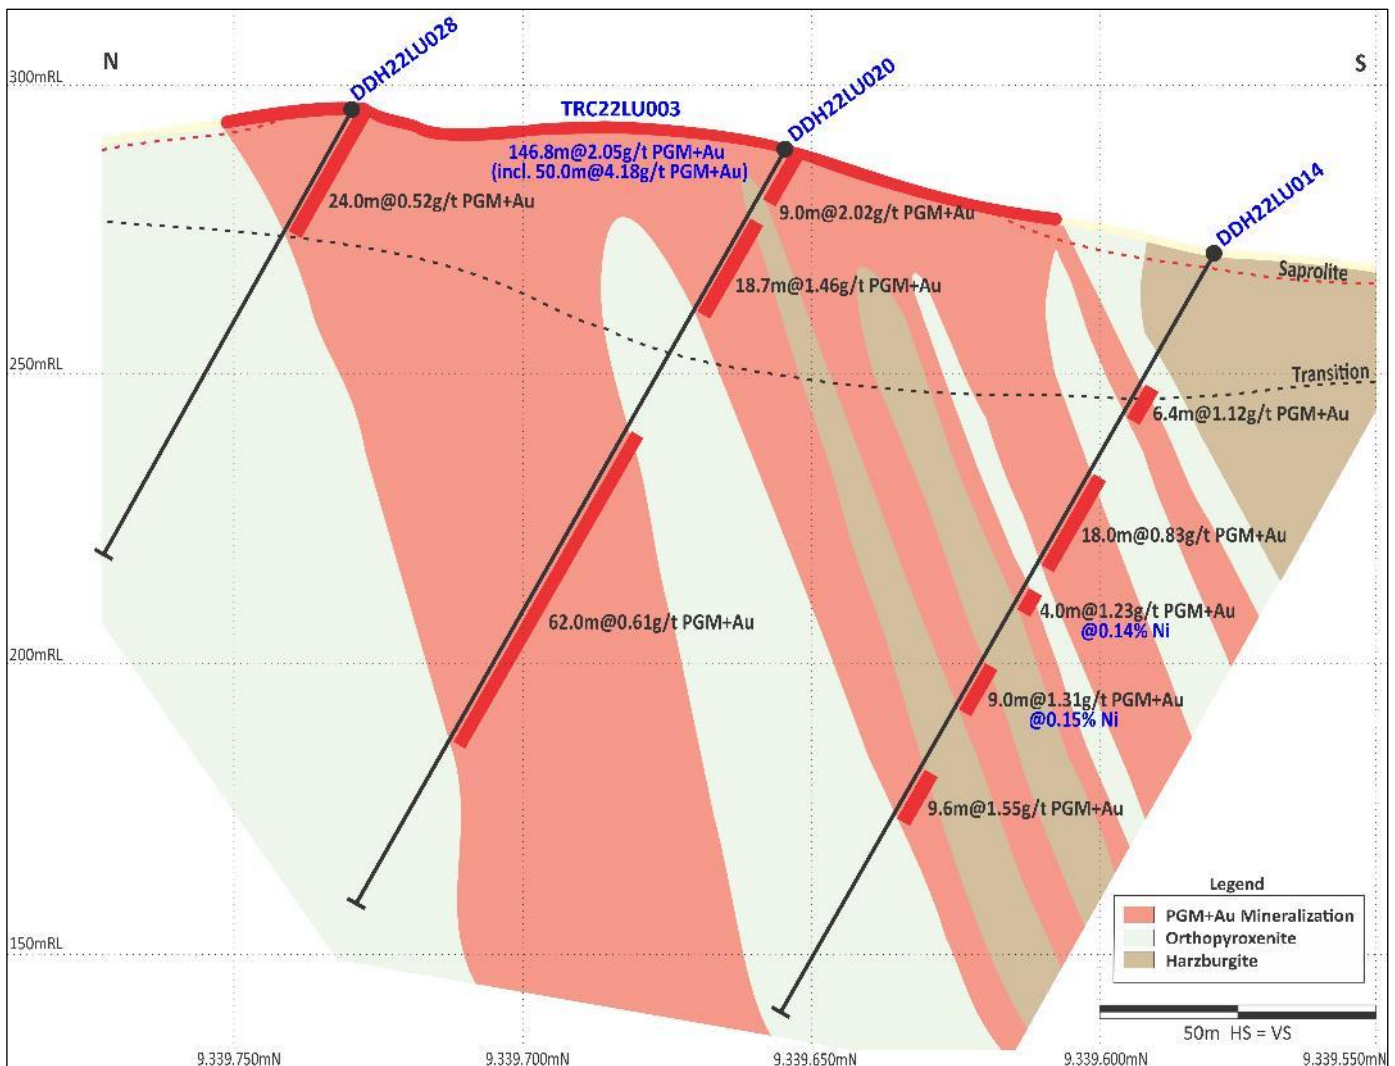 N
S
DDH22LU028
TRC22LU003
DDH22LU020
DDH22LU014
300mRL
146.8m@2.05g/t PGM+Au
(incl. 50.0m@4.18g/t PGM+Au)
24.0m@0.52g/t PGM+Au
9.0m@2.02g/t PGM+Au
18.7m@1.46g/t PGM+Au
Saprolite
250mRL
Transition
6.4m@1.12g/t PGM+Au
18.0m@0.83g/t PGM+Au
4.0m@1.23g/t PGM+Au
@0.14% Ni
62.0m@0.61g/t PGM+Au
200mRL
9.0m@1.31g/t PGM+Au
@0.15% Ni
9.6m@1.55g/t PGM+Au
150mRL
Legend
PGM+Au Mineralization
Orthopyroxenite
Harzburgite
50m HS = VS
9.339.750mN
9.339.700mN
9.339.650mN
9.339.600mN
9.339.550mN